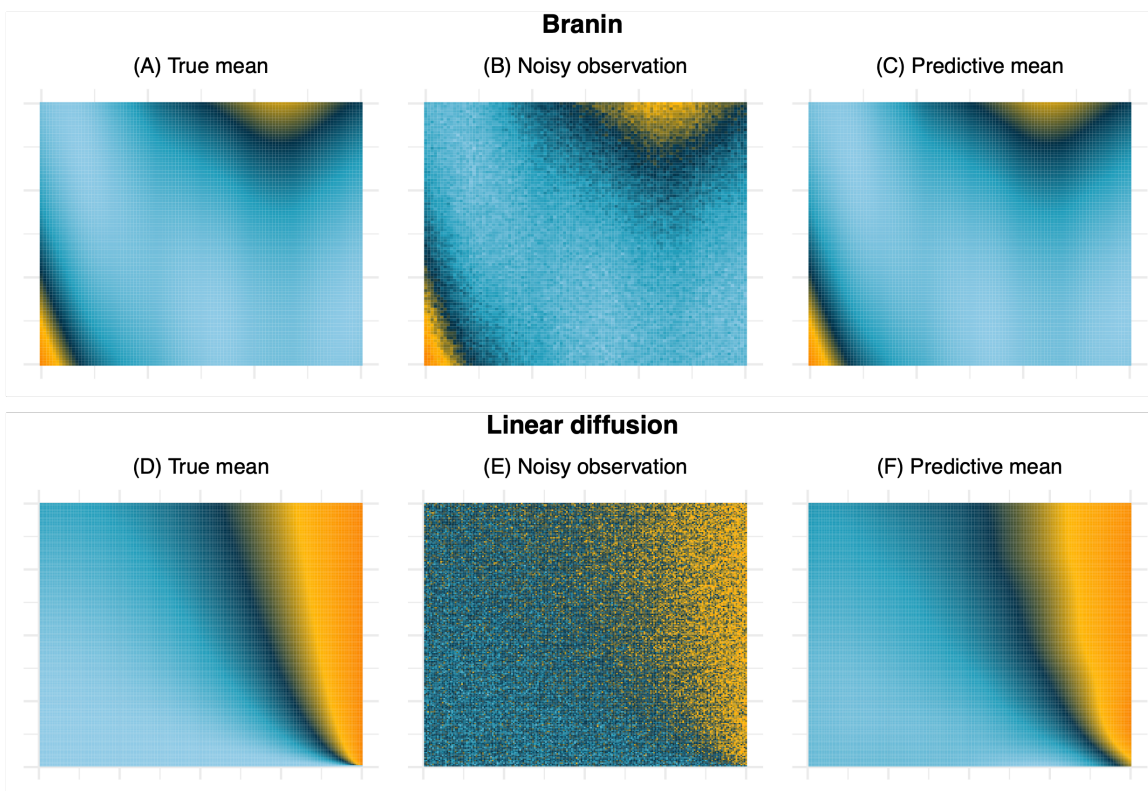 Branin
(A) True mean
(B) Noisy observation
(C) Predictive mean
Linear diffusion
(D) True mean
(E) Noisy observation
(F) Predictive mean